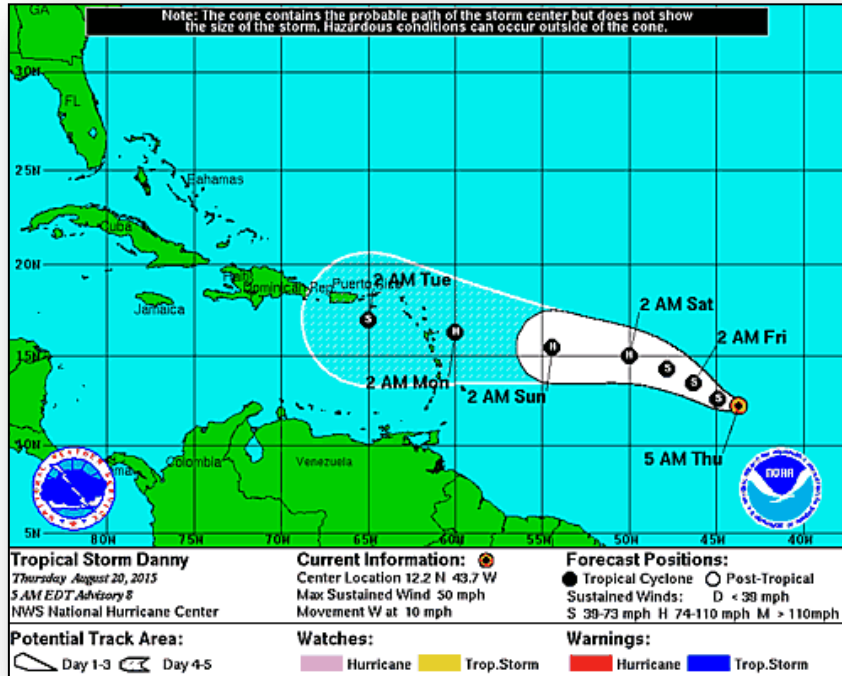 Note: The cone contains the probable path of the storm center but does not show
the size of the storm. Hazardous conditions can occur outside of the cone.
GA
30N
FL
25N
Bahamas
Cuba
20N
2 AM Tue
Puerto Rico
Dominican Rep
Jamaica
2 AM Sat
S
H
2 AM Fri
H
H
S
S
S
15N
2 AM Mon
2 AM Sun
5 AM Thu
10N
Colombia
Venezuela
NOAA
5N
80W 75W 70W 65W 60W 55W 50W 45W 40W
Tropical Storm Danny
Thursday August 20, 2015
5 AM EDT Advisory 8
NWS National Hurricane Center
Current Information:
Center Location 12.2 N 43.7 W
Max Sustained Wind 50 mph
Movement W at 10 mph
Forecast Positions:
Tropical Cyclone Post-Tropical
Sustained Winds: D < 39 mph
S 39-73 mph H 74-110 mph M > 110mph
Potential Track Area:
Day 1-3 Day 4-5
Watches:
Hurricane Trop.Storm
Warnings:
Hurricane Trop.Storm